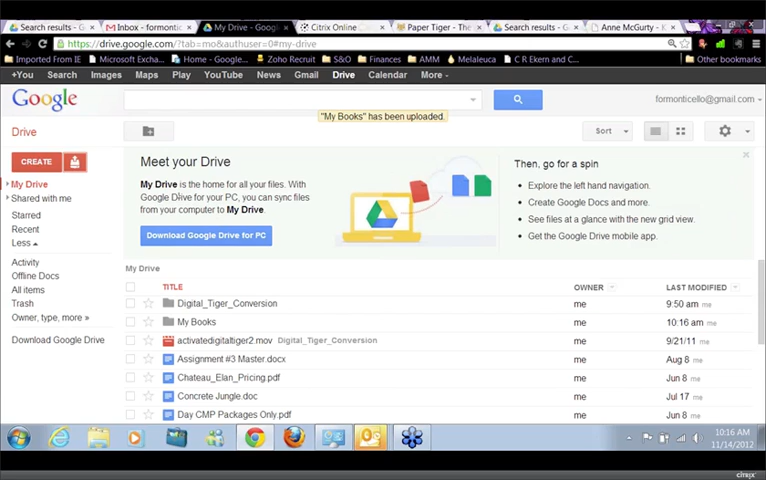 Search results - G
Inbox - formontic
My Drive - Google
Citrix Online
Paper Tiger - The
Search results - G
Anne McGurty -
https://drive.google.com/?tab=mo&authuser=0#my-drive
Imported From IE
Microsoft Exchan...
Home - Google...
Zoho Recruit
S&O
Finances
AMM
Melaleuca
C R Ekern and C...
Other bookmarks
+You Search Images Maps Play YouTube News Gmail Drive Calendar More
Google
formonticello@gmail.com
"My Books" has been uploaded.
Drive
Sort
CREATE
My Drive
Shared with me
Starred
Recent
Less
Activity
Offline Docs
All items
Trash
Owner, type, more »
Download Google Drive
Meet your Drive
My Drive is the home for all your files. With
Google Drive for your PC, you can sync files
from your computer to My Drive.
Download Google Drive for PC
Then, go for a spin
Explore the left hand navigation.
Create Google Docs and more.
See files at a glance with the new grid view.
Get the Google Drive mobile app.
My Drive
TITLE OWNER LAST MODIFIED
Digital_Tiger_Conversion me 9:50 am me
My Books me 10:16 am me
activatedigitaltiger2.mov Digital_Tiger_Conversion me 9/21/11 me
Assignment #3 Master.docx me Aug 8 me
Chateau_Elan_Pricing.pdf me Jun 8 me
Concrete Jungle.doc me Jul 17 me
Day CMP Packages Only.pdf me Jun 8 me
10:16 AM
11/14/2012
citrix